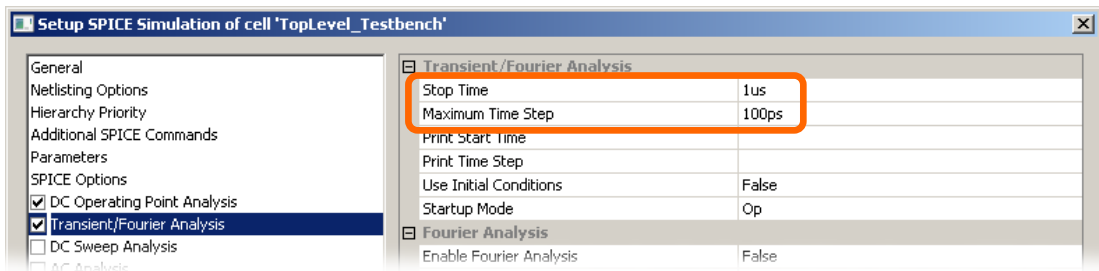 Setup SPICE Simulation of cell 'TopLevel_Testbench'
General
Netlisting Options
Hierarchy Priority
Additional SPICE Commands
Parameters
SPICE Options
DC Operating Point Analysis
Transient/Fourier Analysis
DC Sweep Analysis
AC Analysis
Transient/Fourier Analysis
Stop Time 1us
Maximum Time Step 100ps
Print Start Time
Print Time Step
Use Initial Conditions False
Startup Mode Op
Fourier Analysis
Enable Fourier Analysis False